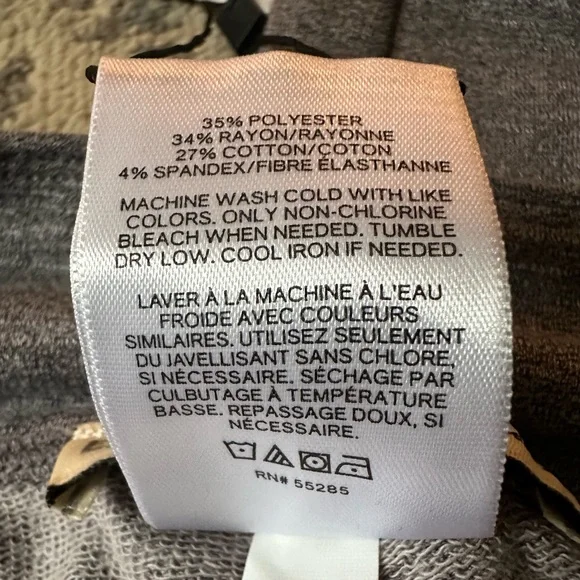 35% POLYESTER
34% RAYON/RAYONNE
27% COTTON/COTON
4% SPANDEX/FIBRE ÉLASTHANNE
MACHINE WASH COLD WITH LIKE
COLORS. ONLY NON-CHLORINE
BLEACH WHEN NEEDED. TUMBLE
DRY LOW. COOL IRON IF NEEDED.
LAVER À LA MACHINE À L'EAU
FROIDE AVEC COULEURS
SIMILAIRES. UTILISEZ SEULEMENT
DU JAVELLISANT SANS CHLORE,
SI NÉCESSAIRE. SÉCHAGE PAR
CULBUTAGE À TEMPÉRATURE
BASSE. REPASSAGE DOUX, SI
NÉCESSAIRE.
RN# 55285